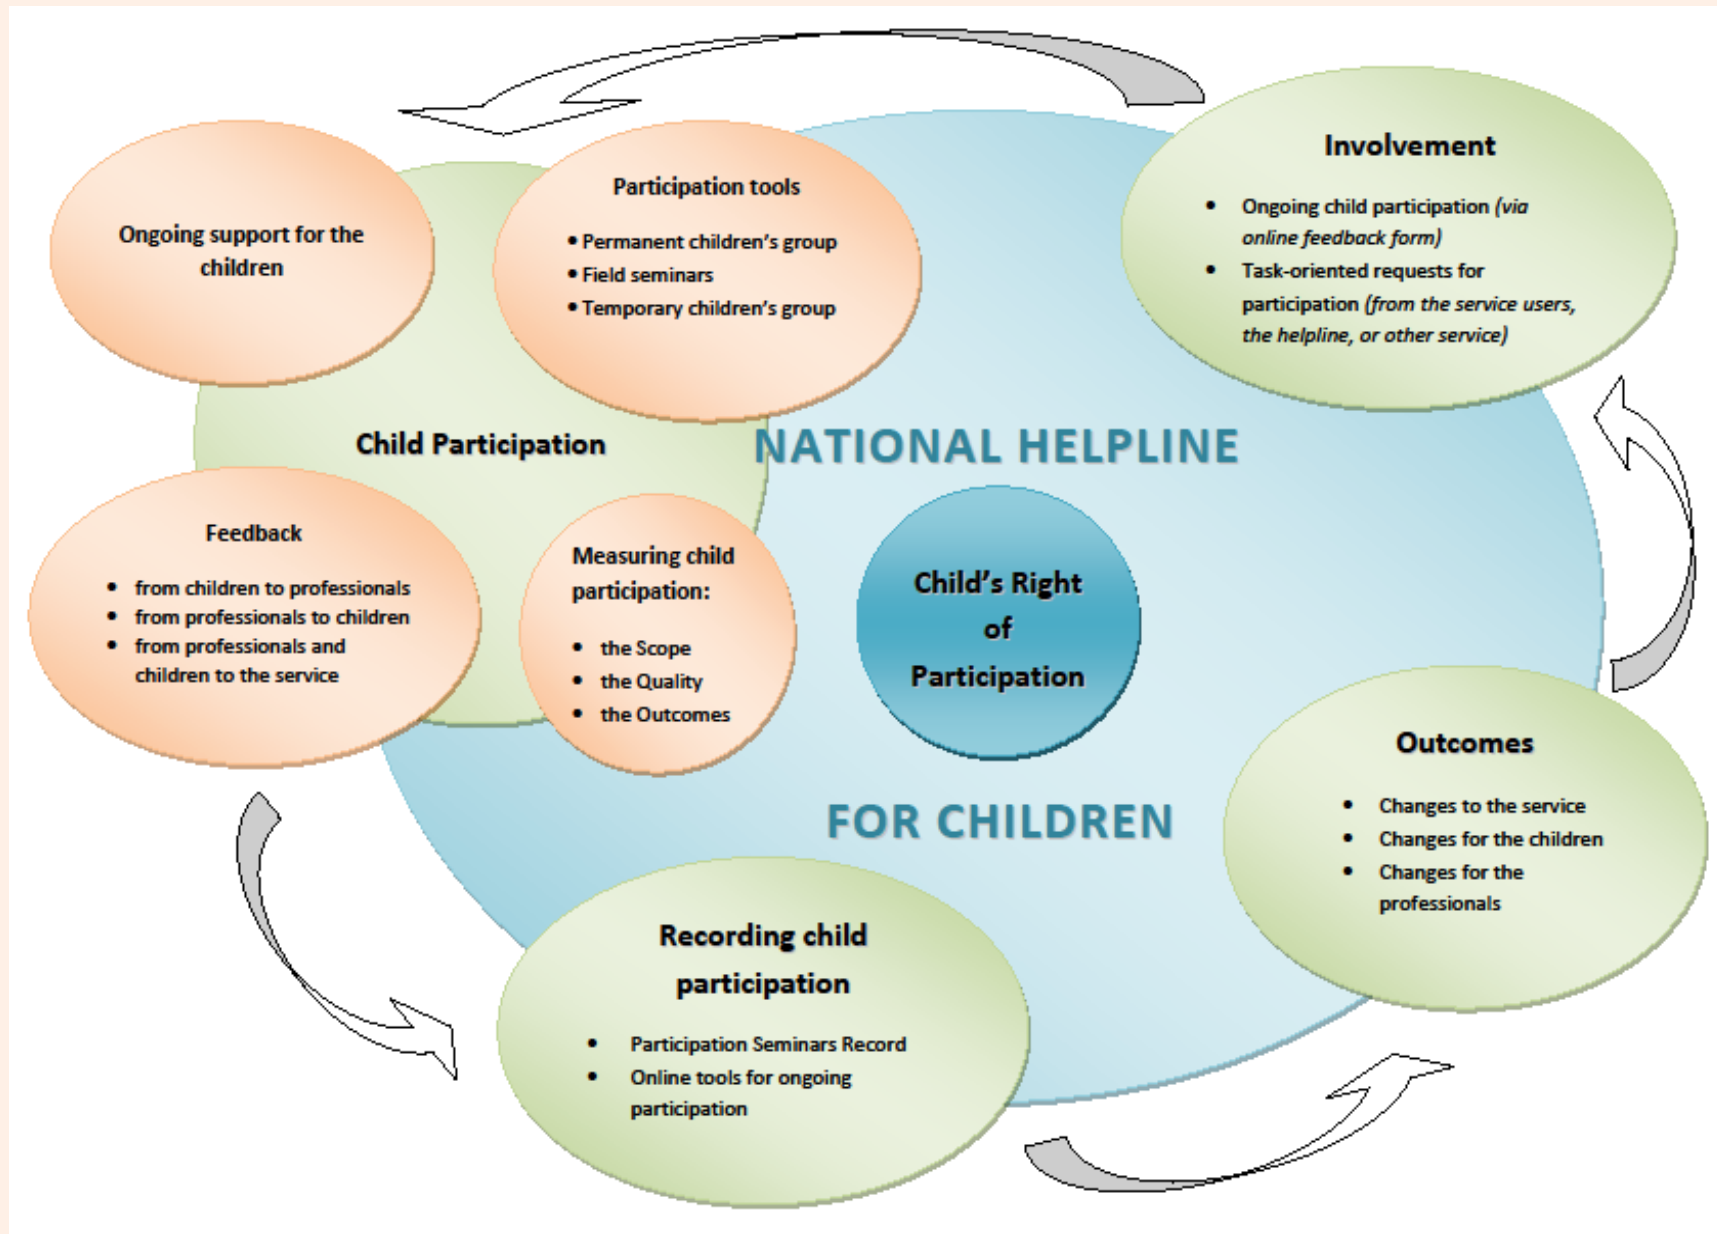 Ongoing support for the
children
Participation tools
• Permanent children's group
• Field seminars
• Temporary children's group
Involvement
• Ongoing child participation (via
online feedback form)
• Task-oriented requests for
participation (from the service users,
the helpline, or other service)
Child Participation
NATIONAL HELPLINE
Feedback
• from children to professionals
• from professionals to children
• from professionals and
children to the service
Measuring child
participation:
• the Scope
• the Quality
• the Outcomes
Child's Right
of
Participation
FOR CHILDREN
Outcomes
• Changes to the service
• Changes for the children
• Changes for the
professionals
Recording child
participation
• Participation Seminars Record
• Online tools for ongoing
participation